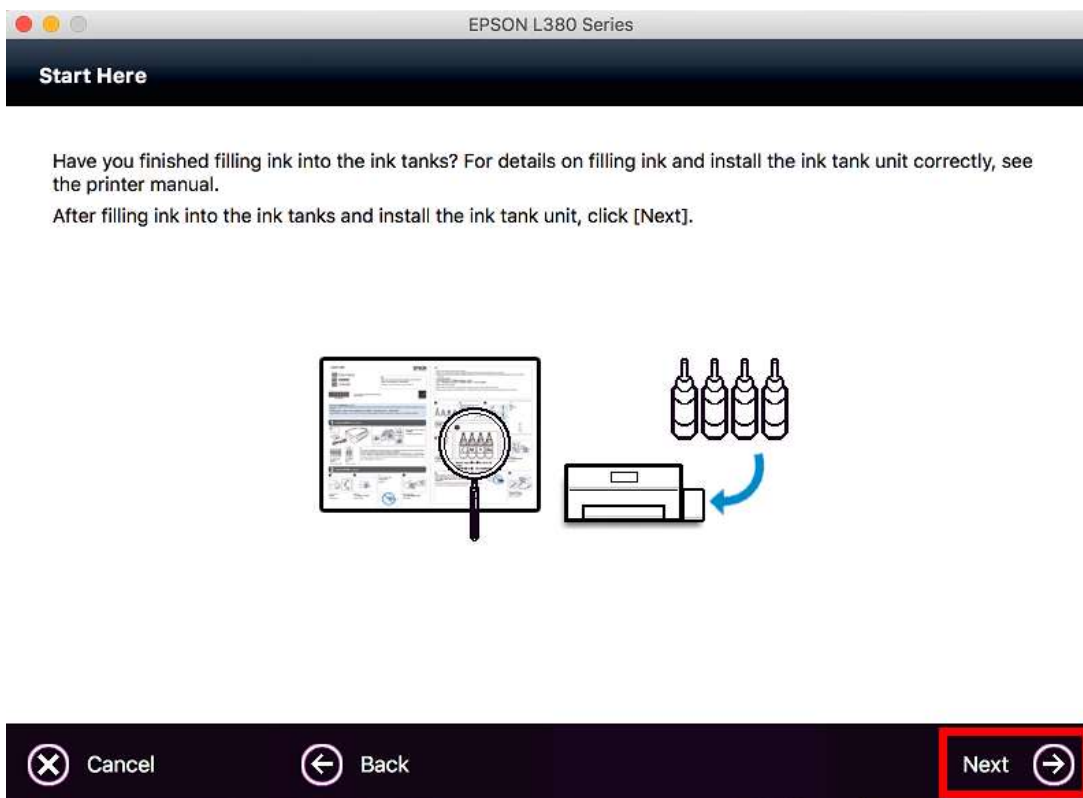 EPSON L380 Series
Start Here
Have you finished filling ink into the ink tanks? For details on filling ink and install the ink tank unit correctly, see
the printer manual.
After filling ink into the ink tanks and install the ink tank unit, click [Next].
EPSON
Cancel
Back
Next